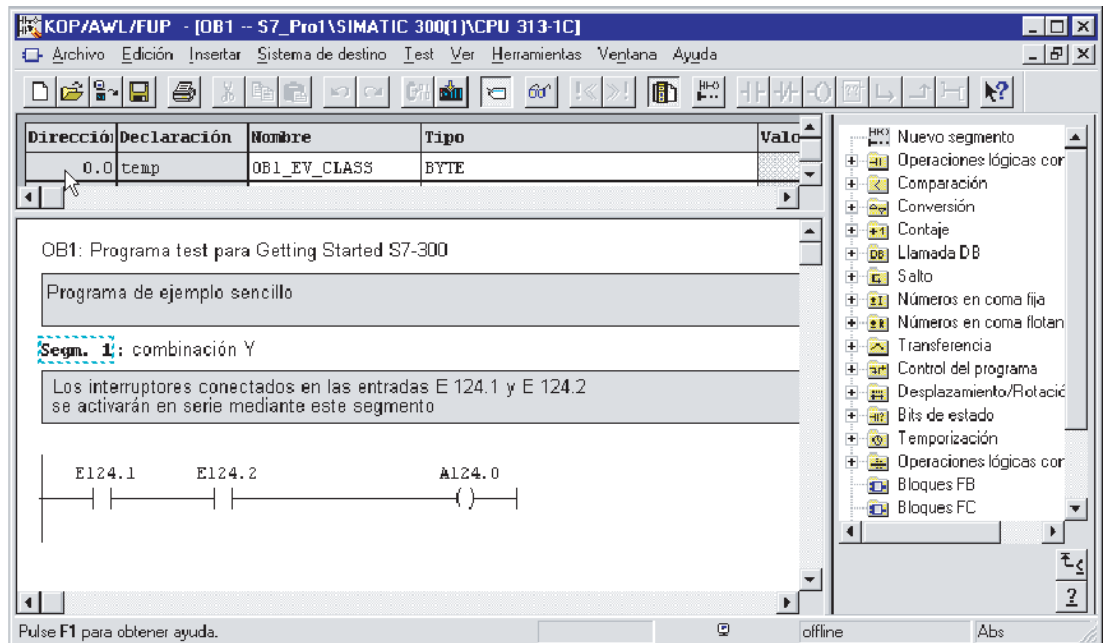 KOP/AWL/FUP - [OB1 -- S7_Pro1\SIMATIC 300(1)\CPU 313-1C]
Archivo Edición Insertar Sistema de destino Test Ver Herramientas Ventana Ayuda
Dirección Declaración Nombre Tipo Valo
0.0 temp OB1_EV_CLASS BYTE
OB1: Programa test para Getting Started S7-300
Programa de ejemplo sencillo
Segm. 1: combinación Y
Los interruptores conectados en las entradas E 124.1 y E 124.2
se activarán en serie mediante este segmento
E124.1 E124.2 A124.0
Nuevo segmento
Operaciones lógicas cor
Comparación
Conversión
Contaje
Llamada DB
Salto
Números en coma fija
Números en coma flotan
Transferencia
Control del programa
Desplazamiento/Rotació
Bits de estado
Temporización
Operaciones lógicas cor
Bloques FB
Bloques FC
Pulse F1 para obtener ayuda.
offline
Abs